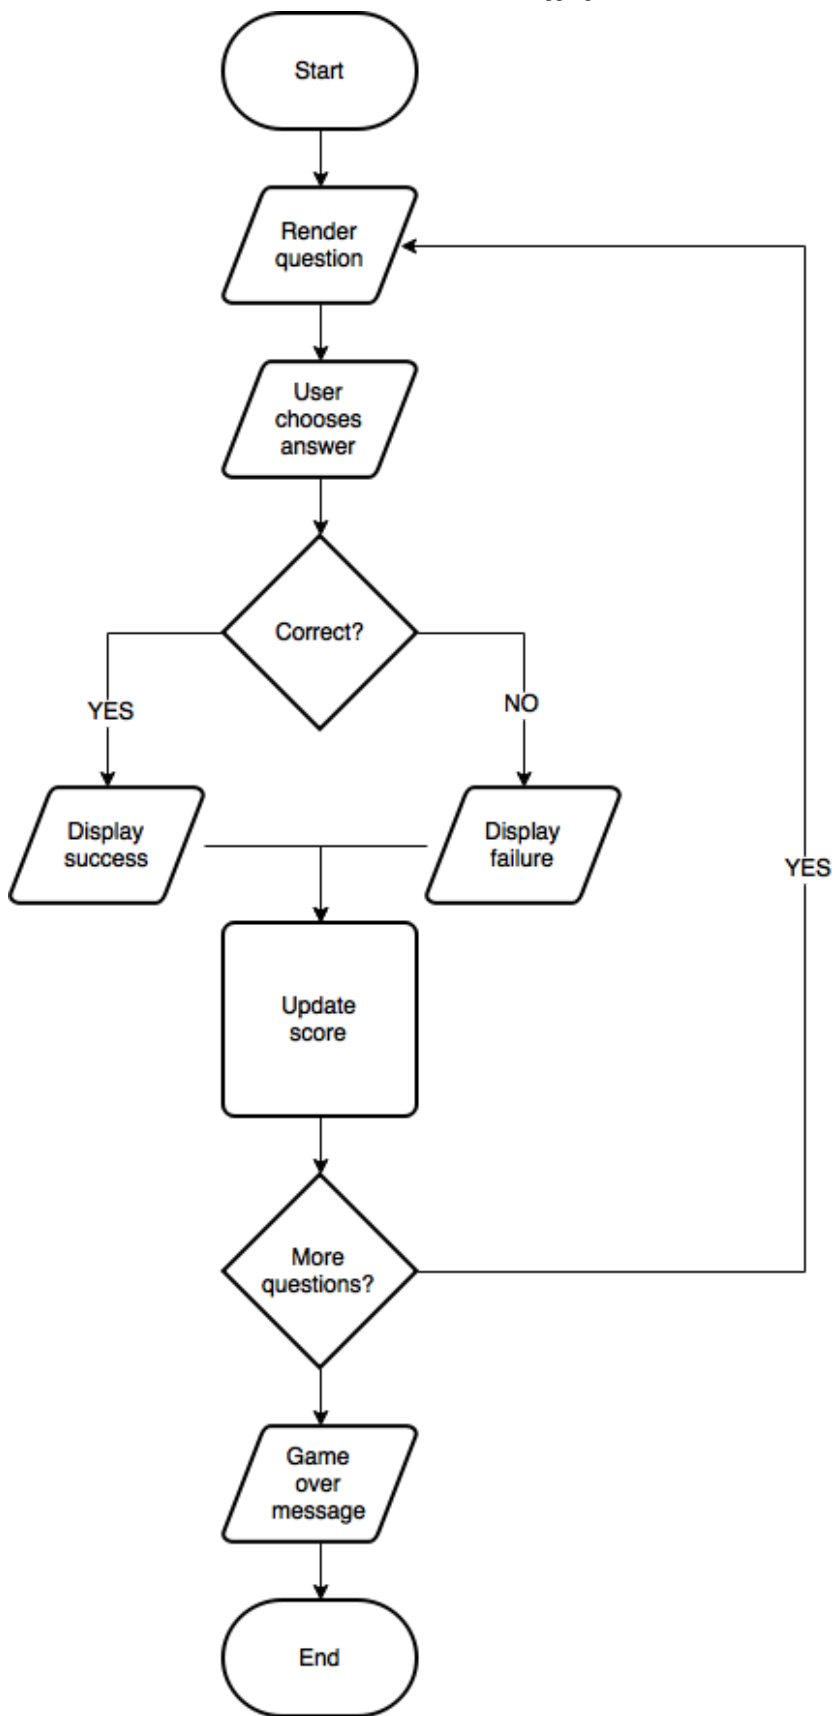 Start
Render
question
User
chooses
answer
Correct?
YES
NO
Display
success
Display
failure
YES
Update
score
More
questions?
Game
over
message
End